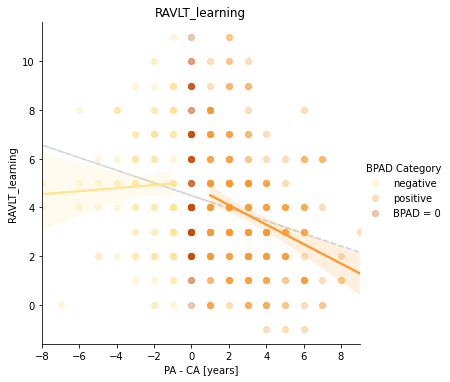 RAVLT_learning
RAVLT_learning
10
8
6
4
2
0
−8
−6
−4
−2
0
2
4
6
8
PA - CA [years]
BPAD Category
negative
positive
BPAD = 0